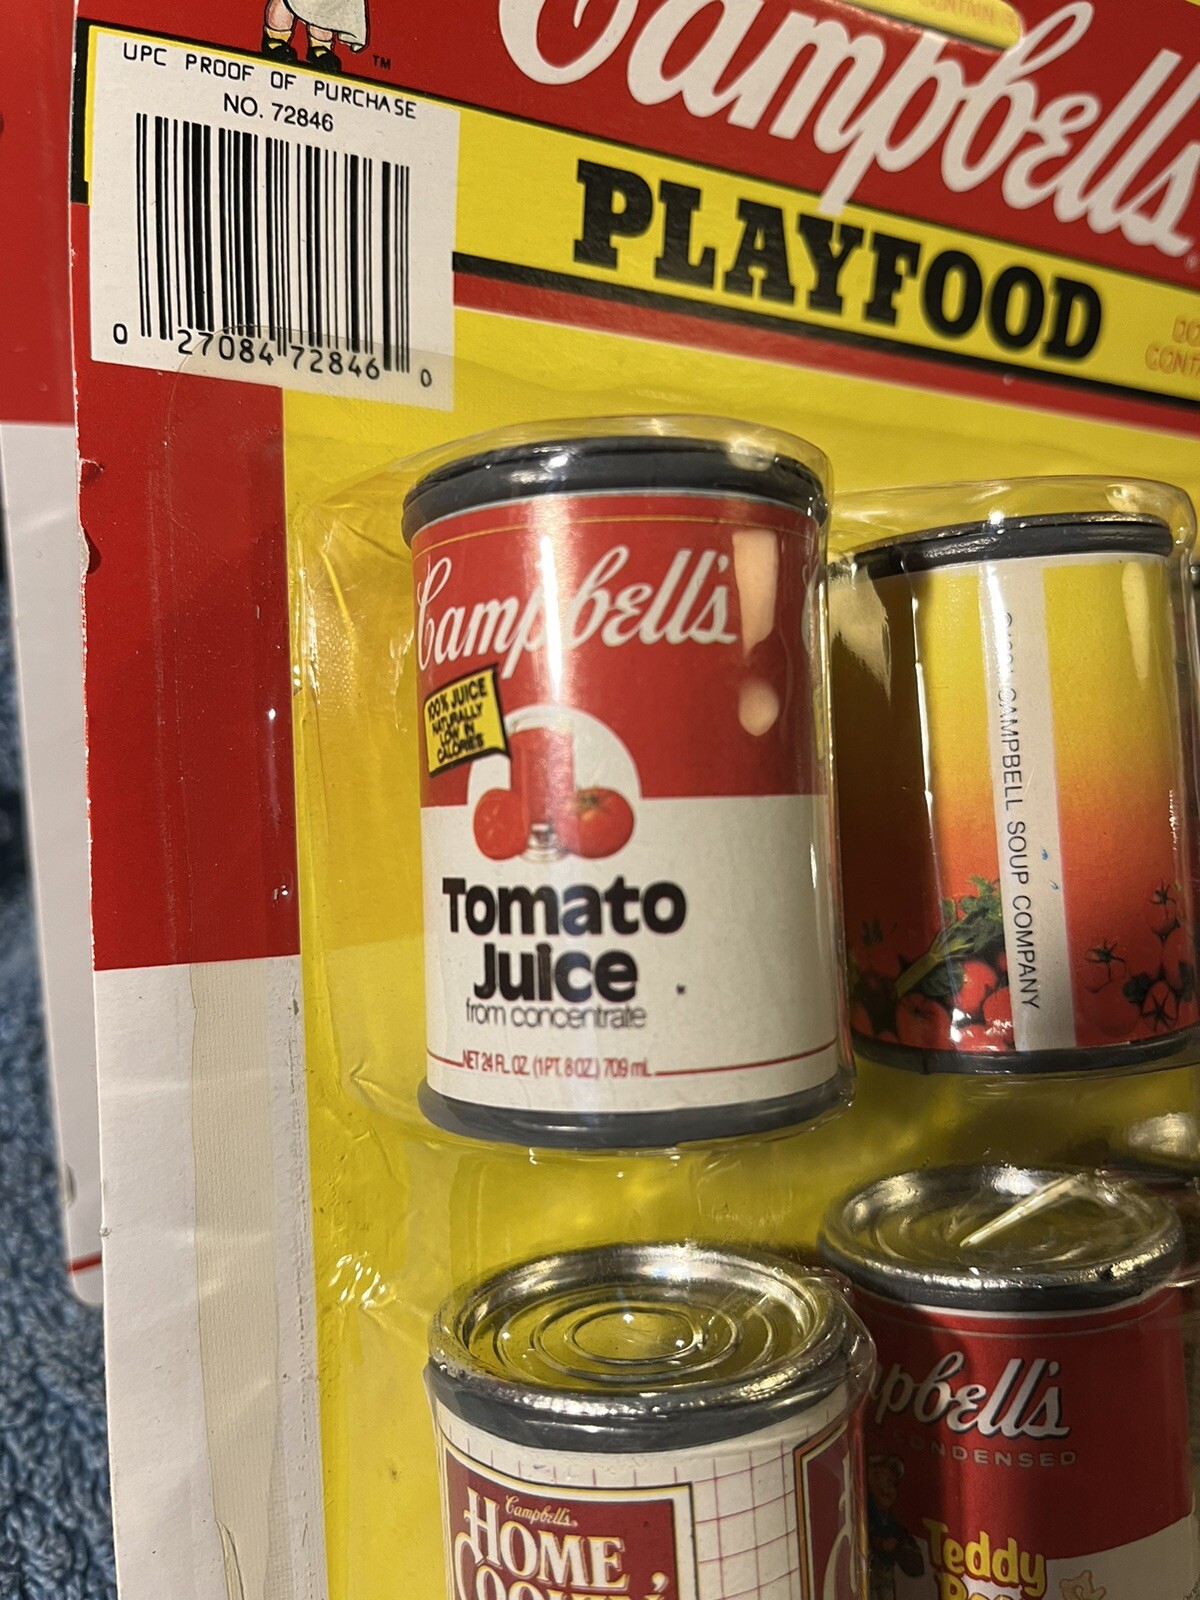 Campbell's
PLAYFOOD
TM
UPC PROOF OF PURCHASE
NO. 72846
0 27084 72846 0
Campbell's
100% JUICE
NATURALLY
LOW IN
CALORIES
Tomato
Juice
from concentrate
NET 24 FL. OZ. (1 PT. 8 OZ.) 709 mL
CAMPBELL SOUP COMPANY
Campbell's
HOME
pbell's
CONDENSED
Teddy